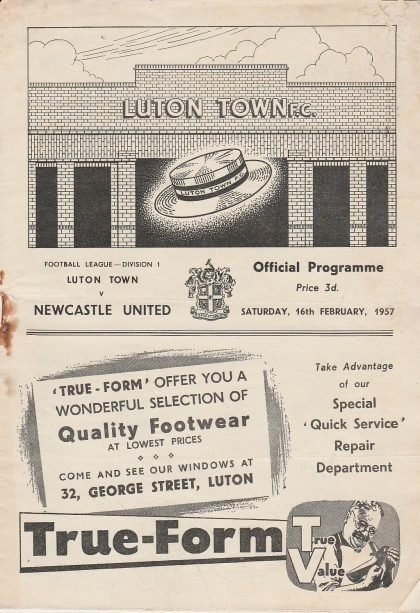 LUTON TOWN F.C.
LUTON TOWN F.C.
FOOTBALL LEAGUE — DIVISION 1
LUTON TOWN
v
NEWCASTLE UNITED
Official Programme
Price 3d.
SATURDAY, 16th FEBRUARY, 1957
'TRUE-FORM' OFFER YOU A
WONDERFUL SELECTION OF
Quality Footwear
AT LOWEST PRICES
COME AND SEE OUR WINDOWS AT
32, GEORGE STREET, LUTON
Take Advantage
of our
Special
'Quick Service'
Repair
Department
True-Form
True
Value